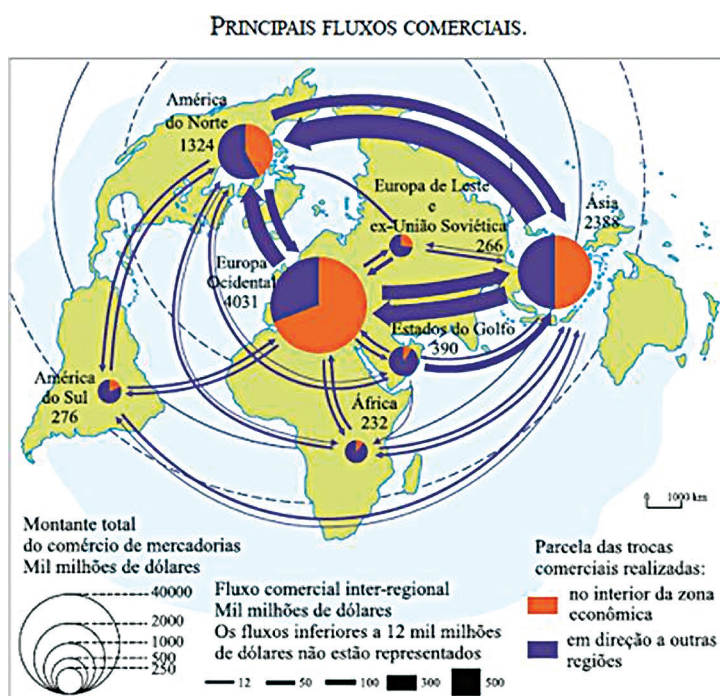 PRINCIPAIS FLUXOS COMERCIAIS.
América
do Norte
1324
Europa de Leste
e
ex-União Soviética
266
Ásia
2388
Europa
Ocidental
4031
Estados do Golfo
390
América
do Sul
276
África
232
0 1000 km
Montante total
do comércio de mercadorias
Mil milhões de dólares
40000
2000
1000
500
250
Fluxo comercial inter-regional
Mil milhões de dólares
Os fluxos inferiores a 12 mil milhões
de dólares não estão representados
12 50 100 300 500
Parcela das trocas
comerciais realizadas:
no interior da zona
econômica
em direção a outras
regiões